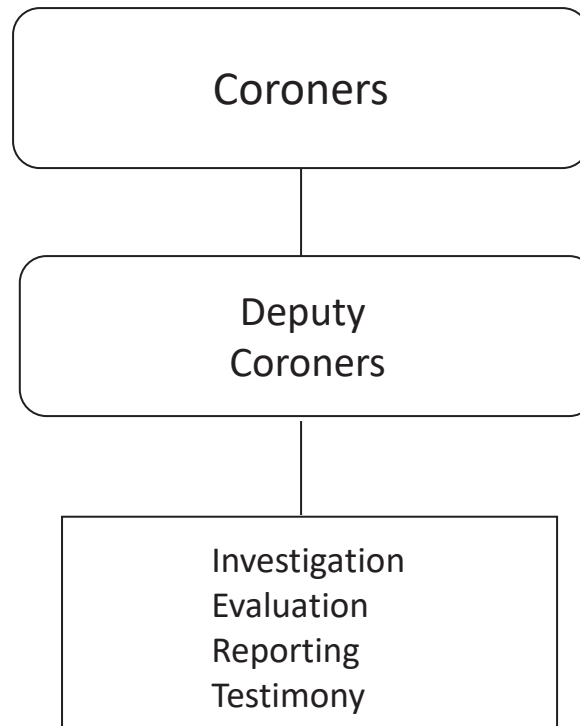 Coroners
Deputy
Coroners
Investigation
Evaluation
Reporting
Testimony